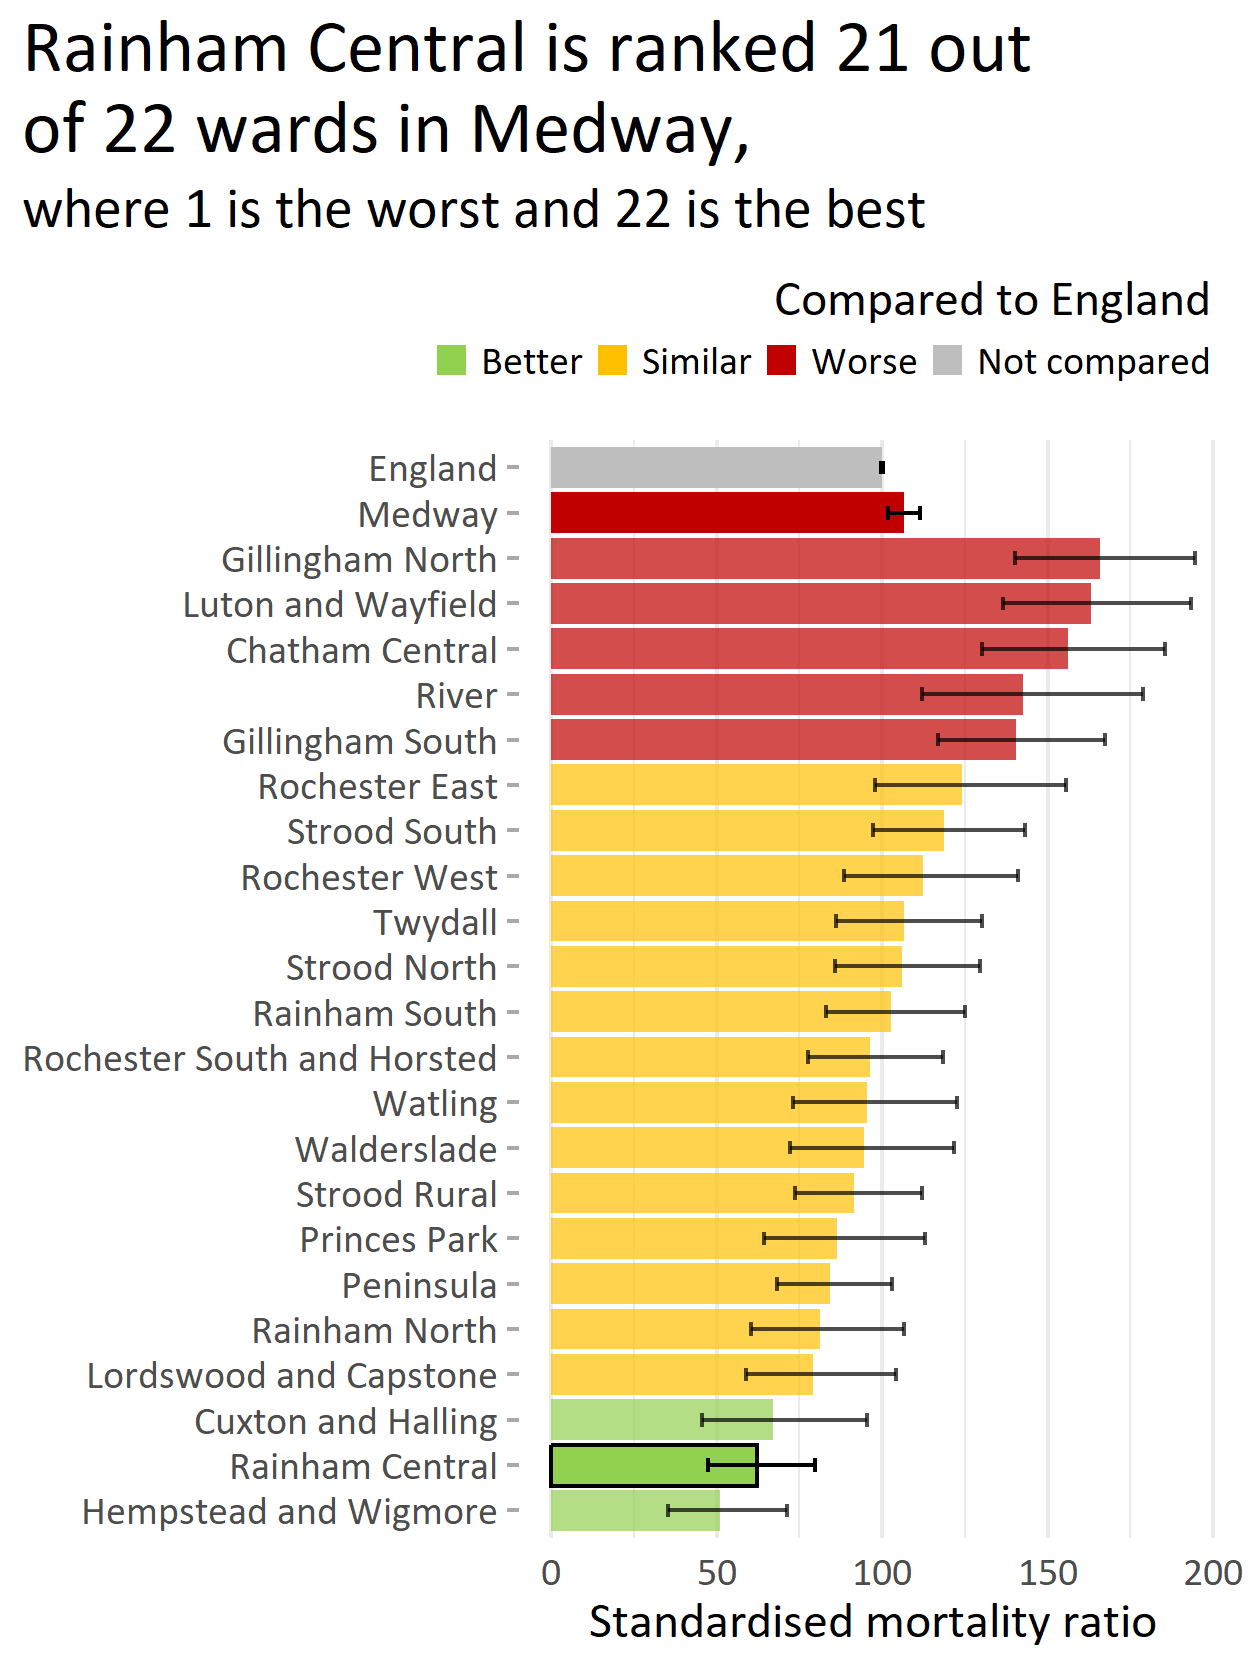 Rainham Central is ranked 21 out
of 22 wards in Medway,
where 1 is the worst and 22 is the best
Compared to England
Better Similar Worse Not compared
England
Medway
Gillingham North
Luton and Wayfield
Chatham Central
River
Gillingham South
Rochester East
Strood South
Rochester West
Twydall
Strood North
Rainham South
Rochester South and Horsted
Watling
Walderslade
Strood Rural
Princes Park
Peninsula
Rainham North
Lordswood and Capstone
Cuxton and Halling
Rainham Central
Hempstead and Wigmore
0 50 100 150 200
Standardised mortality ratio